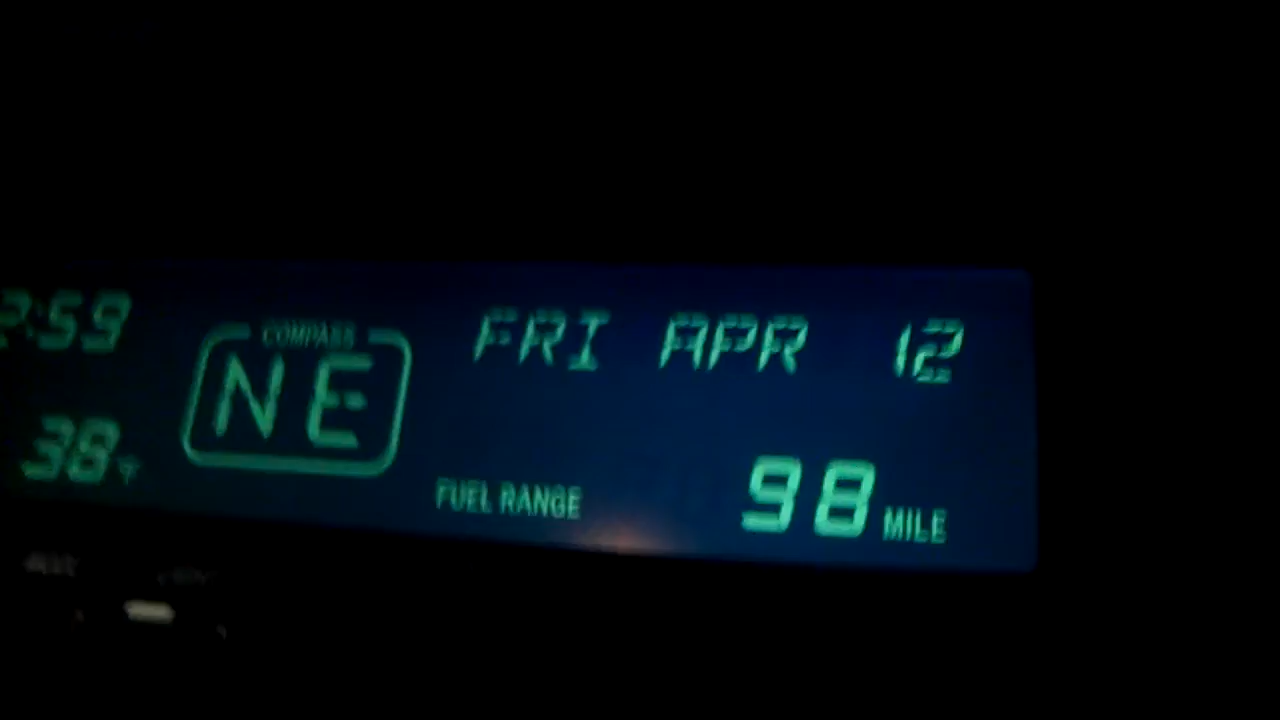 2:59
COMPASS
NE
FRI APR 12
38°F
FUEL RANGE 98 MILE